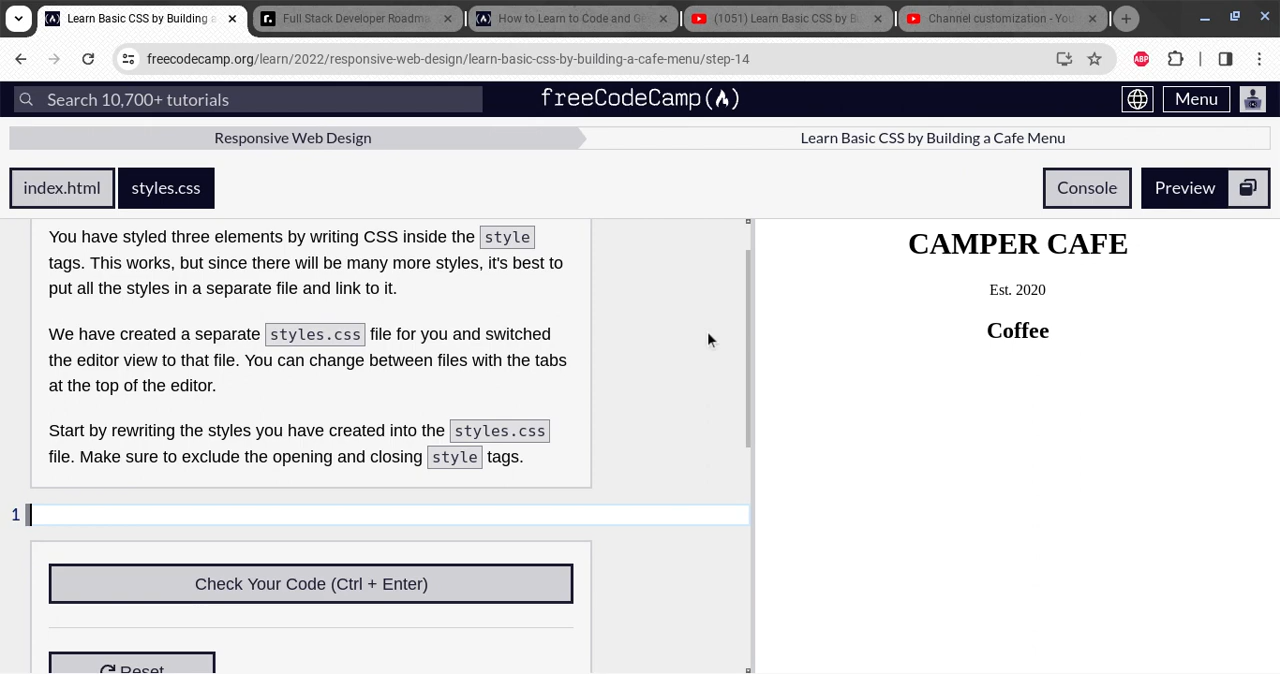 Learn Basic CSS by Building a
Full Stack Developer Roadma
How to Learn to Code and Ge
(1051) Learn Basic CSS by Bu
Channel customization - You
freecodecamp.org/learn/2022/responsive-web-design/learn-basic-css-by-building-a-cafe-menu/step-14
ABP
Search 10,700+ tutorials
freeCodeCamp
Menu
Responsive Web Design
Learn Basic CSS by Building a Cafe Menu
index.html
styles.css
Console
Preview
You have styled three elements by writing CSS inside the style
tags. This works, but since there will be many more styles, it's best to
put all the styles in a separate file and link to it.
We have created a separate styles.css file for you and switched
the editor view to that file. You can change between files with the tabs
at the top of the editor.
Start by rewriting the styles you have created into the styles.css
file. Make sure to exclude the opening and closing style tags.
1
Check Your Code (Ctrl + Enter)
Reset
CAMPER CAFE
Est. 2020
Coffee